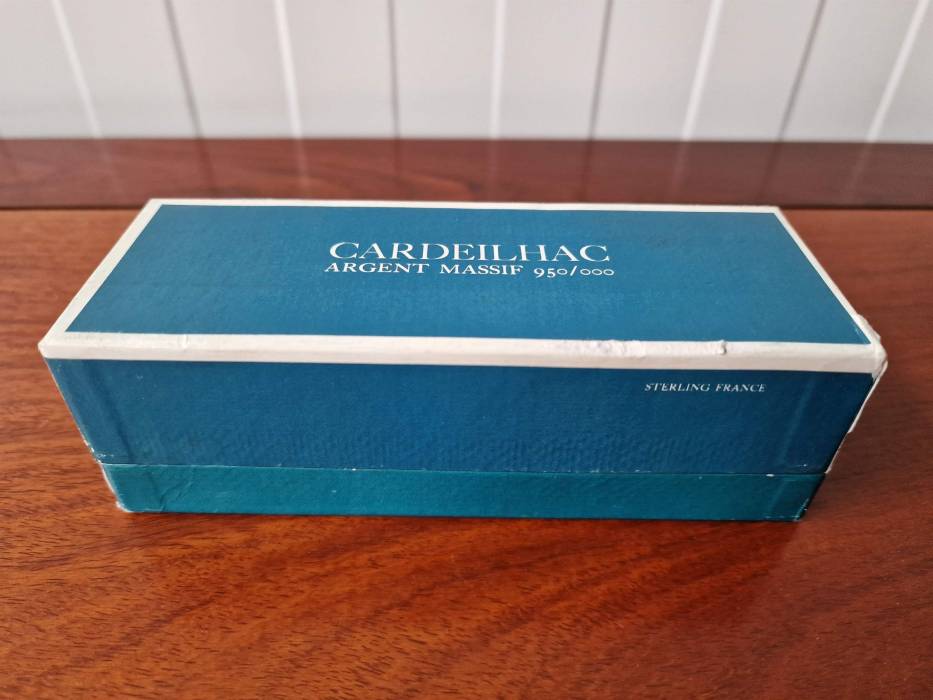 CARDEILHAC
ARGENT MASSIF 950/000
STERLING FRANCE